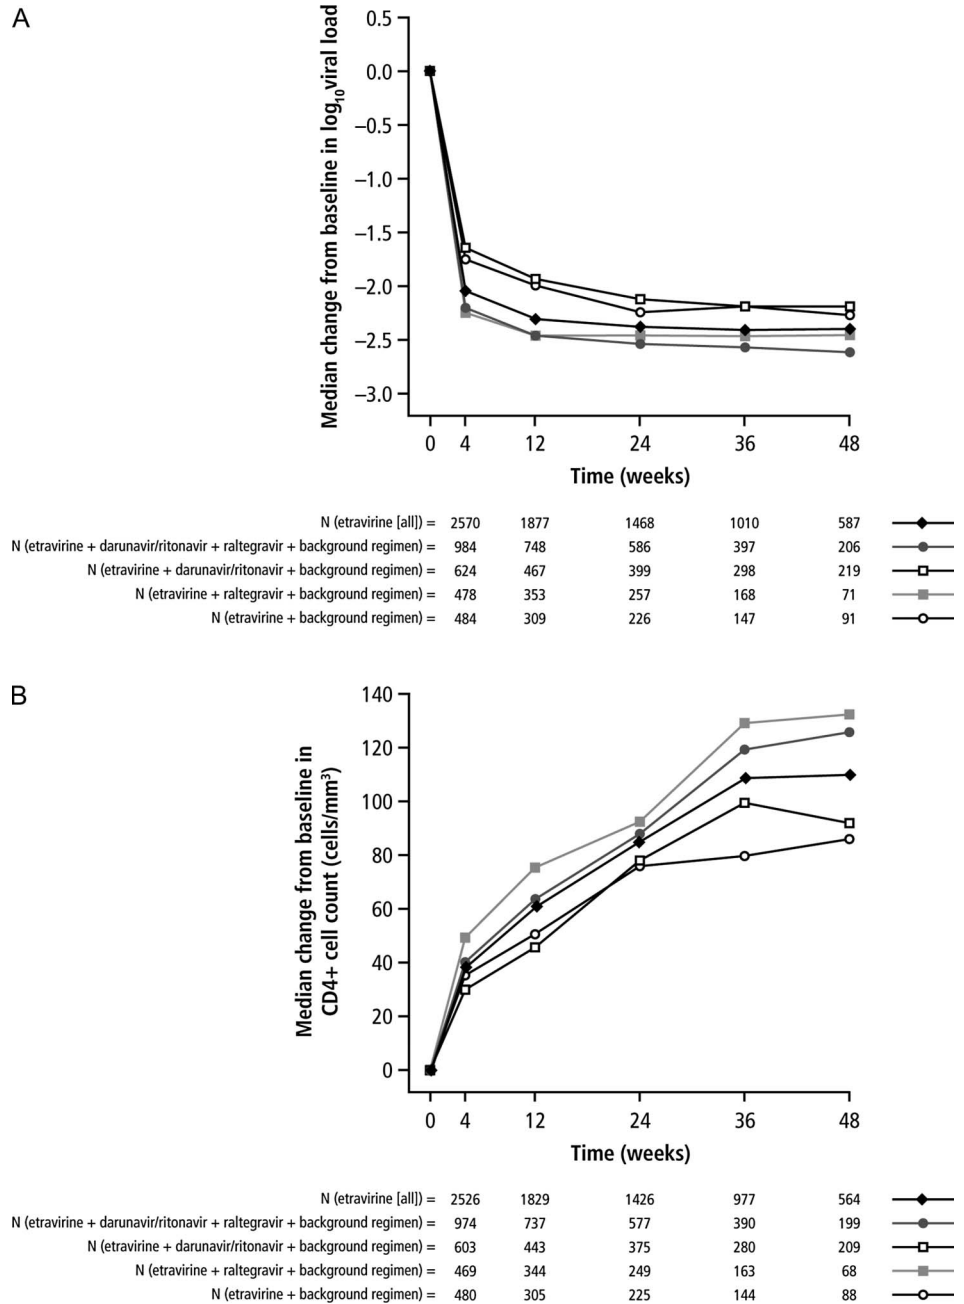 A
Median change from baseline in log₁₀viral load
0.5
0.0
−0.5
−1.0
−1.5
−2.0
−2.5
−3.0
0 4 12 24 36 48
Time (weeks)
N (etravirine [all]) = 2570 1877 1468 1010 587
N (etravirine + darunavir/ritonavir + raltegravir + background regimen) = 984 748 586 397 206
N (etravirine + darunavir/ritonavir + background regimen) = 624 467 399 298 219
N (etravirine + raltegravir + background regimen) = 478 353 257 168 71
N (etravirine + background regimen) = 484 309 226 147 91
B
Median change from baseline in
CD4+ cell count (cells/mm³)
140
120
100
80
60
40
20
0
0 4 12 24 36 48
Time (weeks)
N (etravirine [all]) = 2526 1829 1426 977 564
N (etravirine + darunavir/ritonavir + raltegravir + background regimen) = 974 737 577 390 199
N (etravirine + darunavir/ritonavir + background regimen) = 603 443 375 280 209
N (etravirine + raltegravir + background regimen) = 469 344 249 163 68
N (etravirine + background regimen) = 480 305 225 144 88